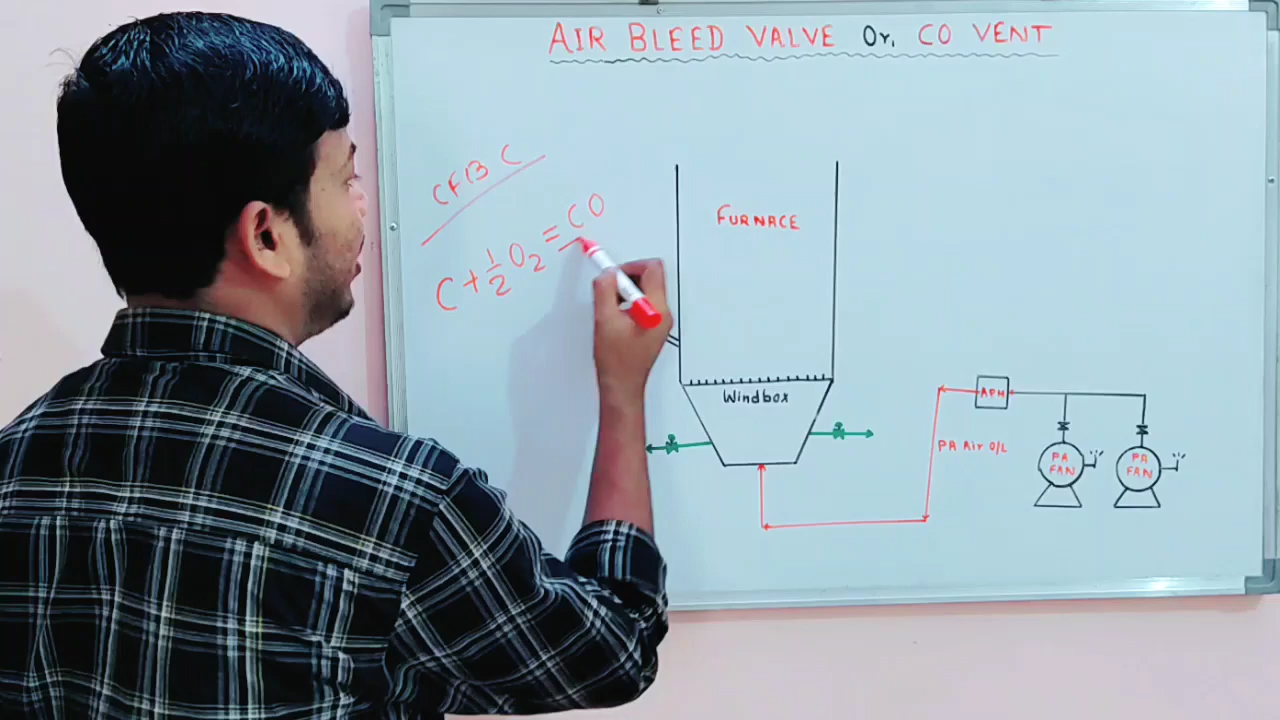 AIR BLEED VALVE Or, CO VENT
CFBC
C + 1/2 O2 = CO
FURNACE
Windbox
APH
PA Air O/L
PA FAN
PA FAN